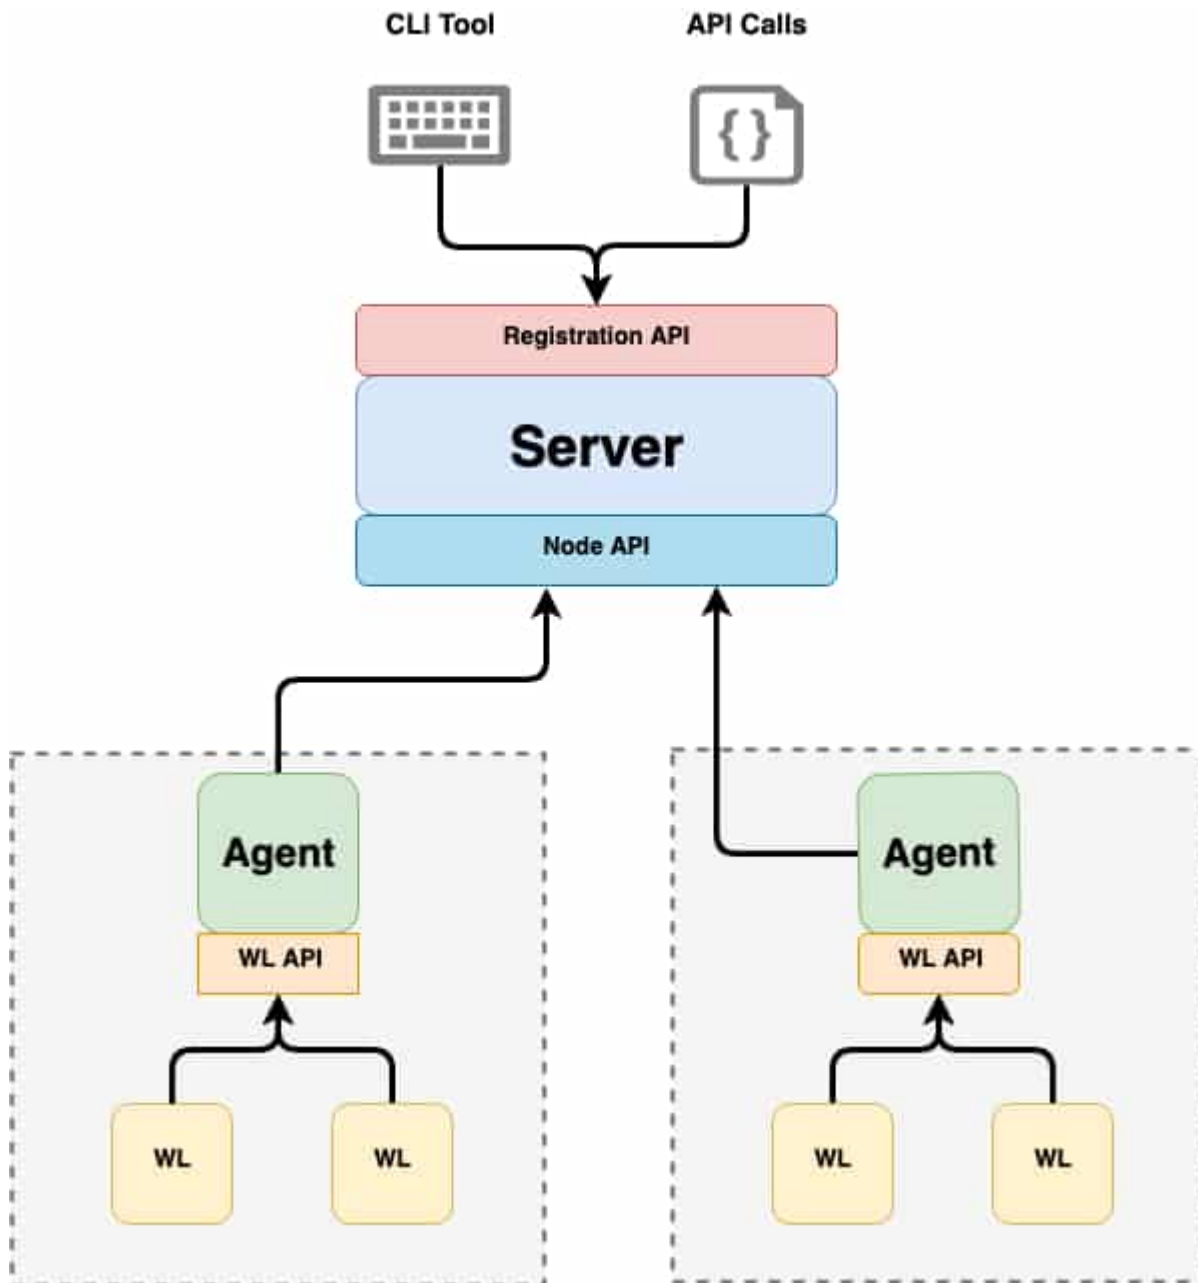 CLI Tool
API Calls
{}
Registration API
Server
Node API
Agent
Agent
WL API
WL API
WL
WL
WL
WL